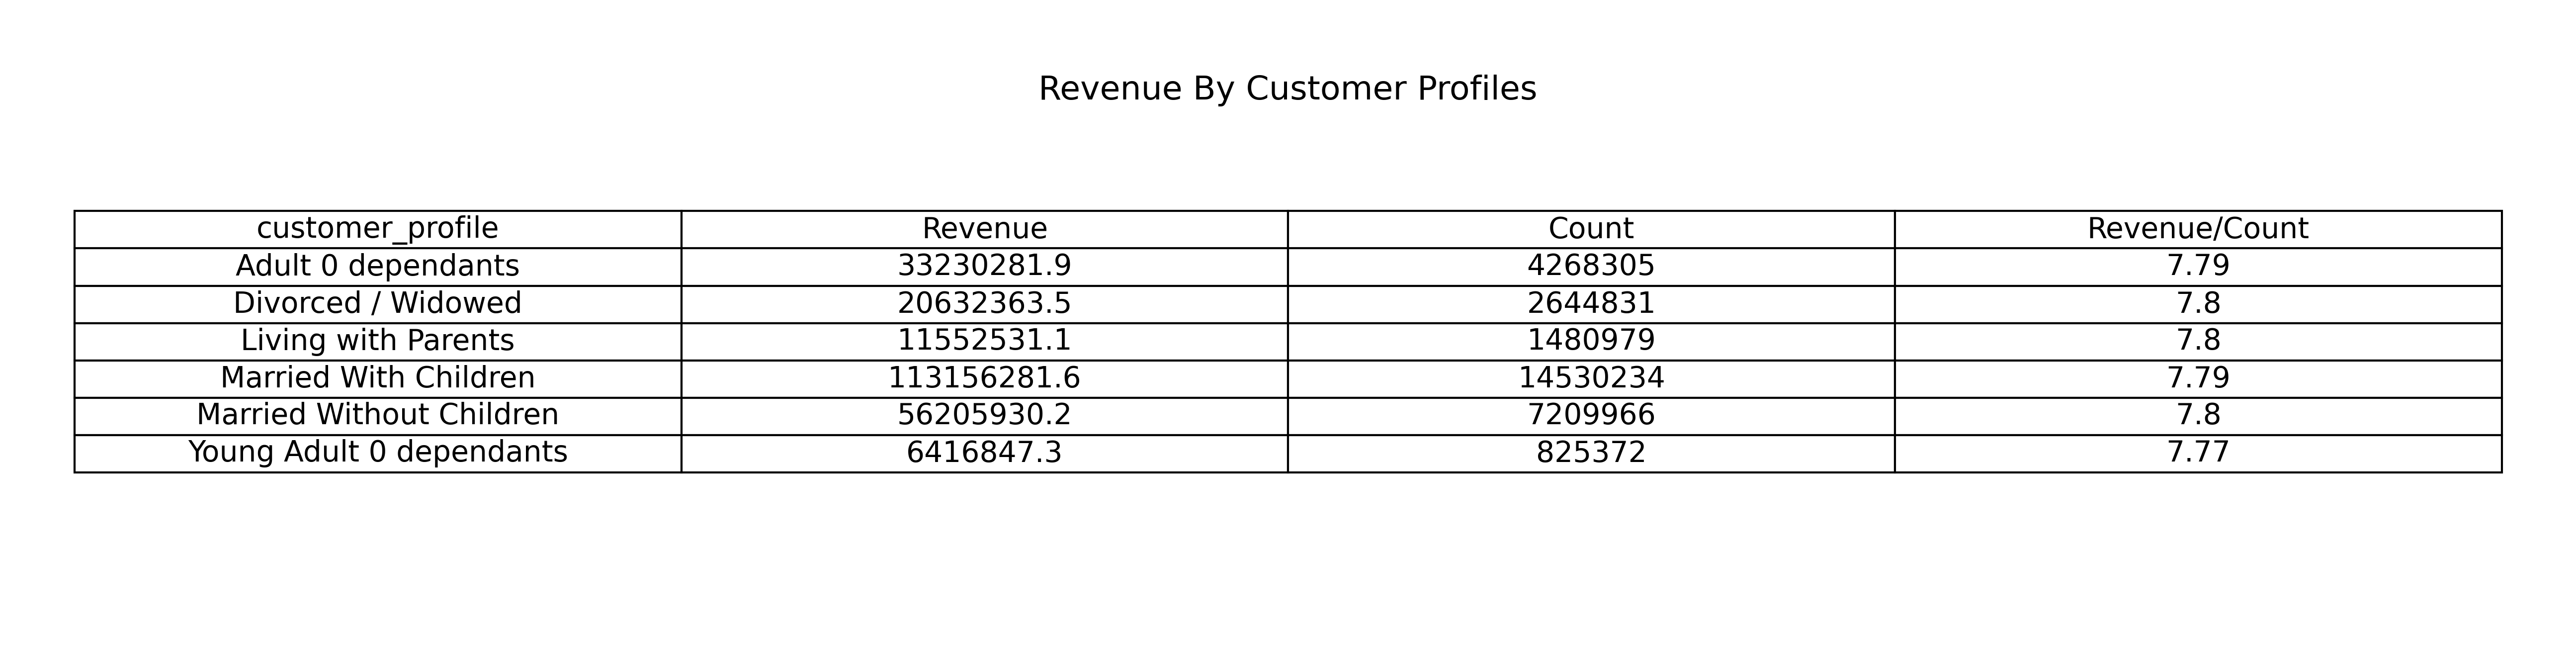 Revenue By Customer Profiles
customer_profile Revenue Count Revenue/Count
Adult 0 dependants 33230281.9 4268305 7.79
Divorced / Widowed 20632363.5 2644831 7.8
Living with Parents 11552531.1 1480979 7.8
Married With Children 113156281.6 14530234 7.79
Married Without Children 56205930.2 7209966 7.8
Young Adult 0 dependants 6416847.3 825372 7.77